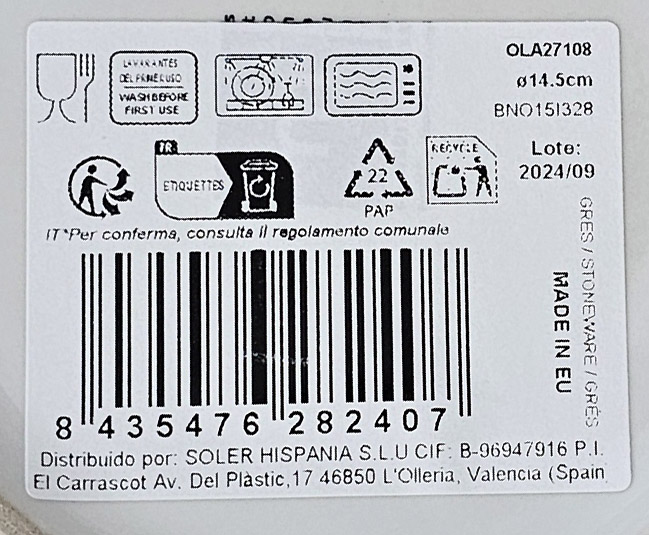 OLA27108
ø14.5cm
BNO15I328
LAVAR ANTES
DEL PRIMER USO
WASH BEFORE
FIRST USE
Lote:
2024/09
FR
ETIQUETTES
22
PAP
RECYCLE
IT*Per conferma, consulta il regolamento comunale
GRES / STONEWARE / GRÈS
MADE IN EU
8 435476 282407
Distribuido por: SOLER HISPANIA S.L.U CIF: B-96947916 P.I.
El Carrascot Av. Del Plàstic,17 46850 L'Olleria, Valencia (Spain